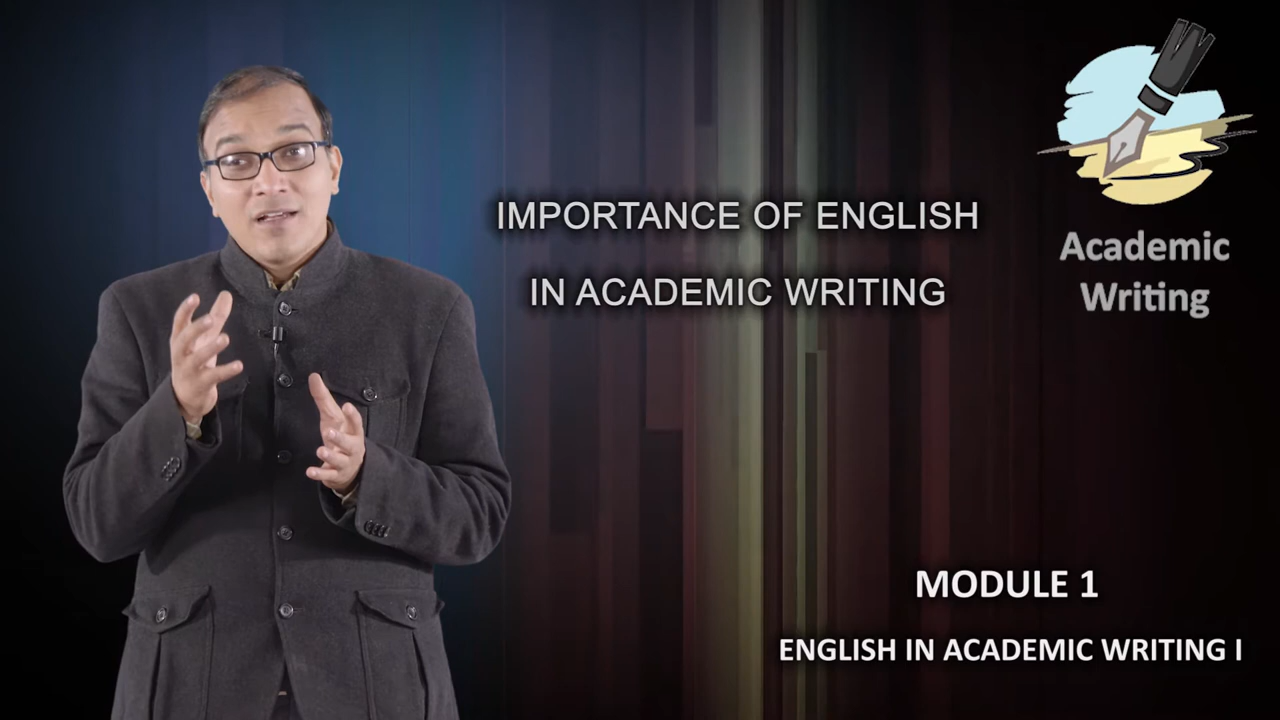 IMPORTANCE OF ENGLISH
IN ACADEMIC WRITING
Academic
Writing
MODULE 1
ENGLISH IN ACADEMIC WRITING I